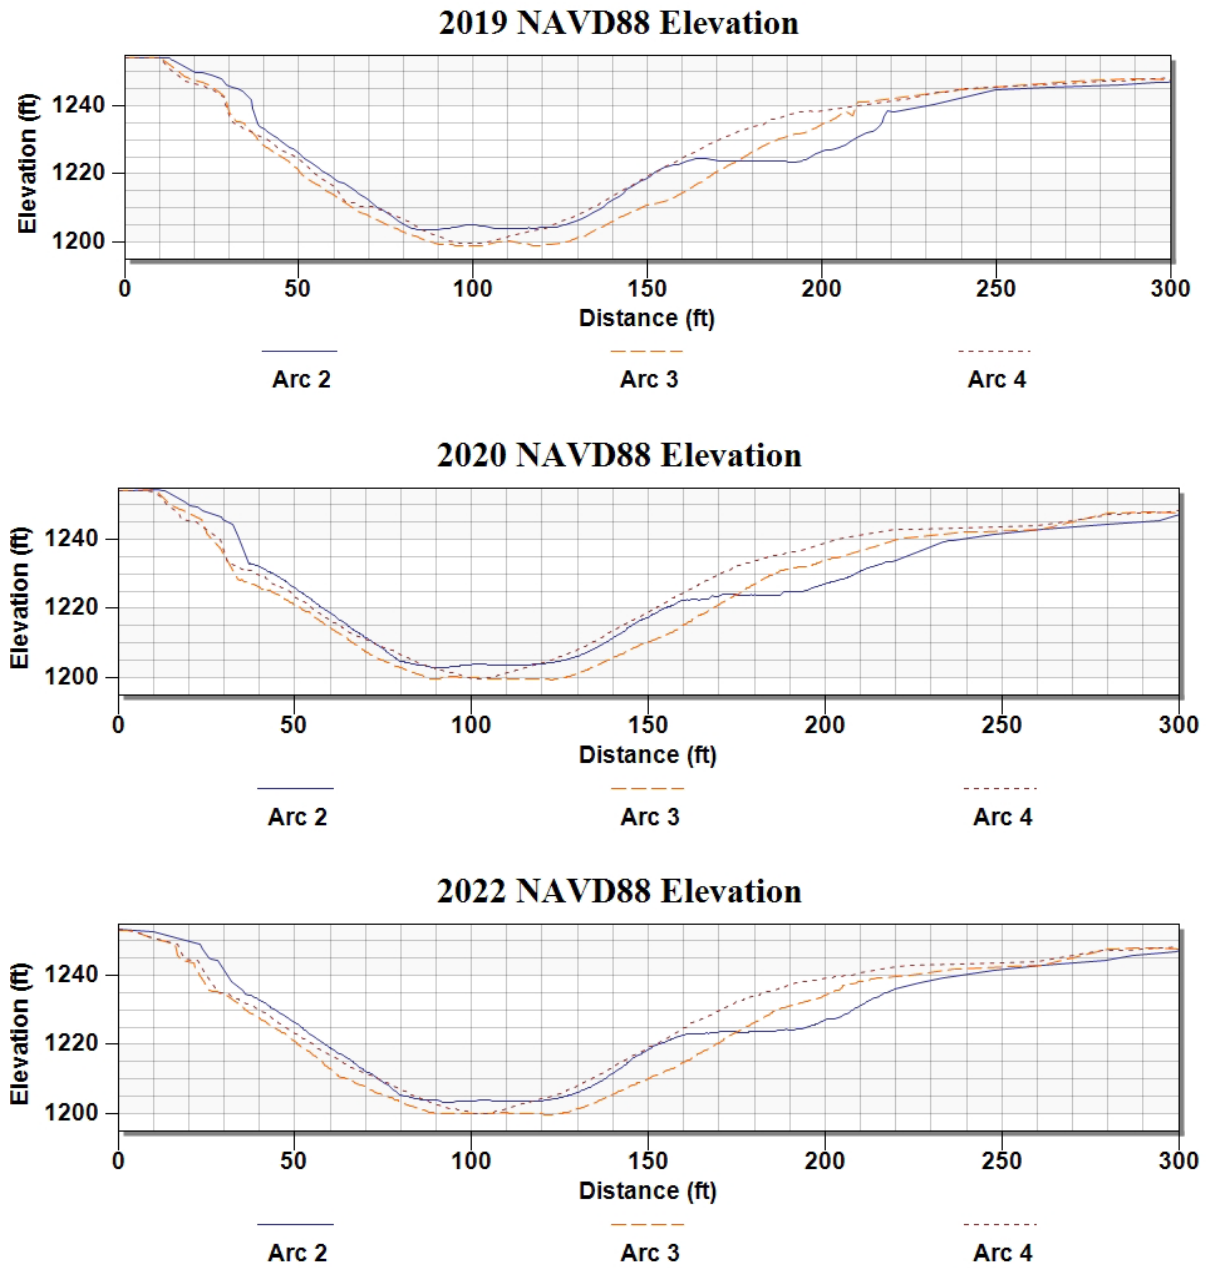 2019 NAVD88 Elevation
Elevation (ft)
1240
1220
1200
0 50 100 150 200 250 300
Distance (ft)
Arc 2 Arc 3 Arc 4
2020 NAVD88 Elevation
Elevation (ft)
1240
1220
1200
0 50 100 150 200 250 300
Distance (ft)
Arc 2 Arc 3 Arc 4
2022 NAVD88 Elevation
Elevation (ft)
1240
1220
1200
0 50 100 150 200 250 300
Distance (ft)
Arc 2 Arc 3 Arc 4